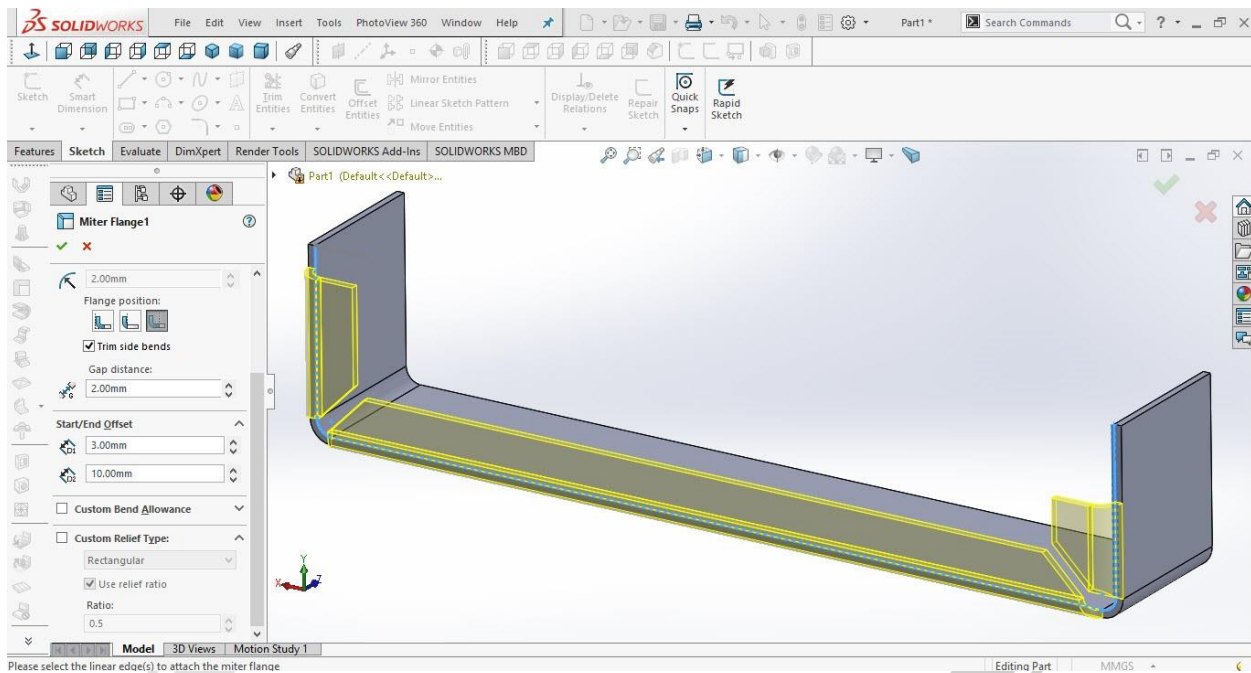 SOLIDWORKS File Edit View Insert Tools PhotoView 360 Window Help Part1 * Search Commands ?
Sketch Smart Dimension Trim Entities Convert Entities Offset Entities Mirror Entities Linear Sketch Pattern Move Entities Display/Delete Relations Repair Sketch Quick Snaps Rapid Sketch
Features Sketch Evaluate DimXpert Render Tools SOLIDWORKS Add-Ins SOLIDWORKS MBD
Part1 (Default<<Default>...
Miter Flange1
2.00mm
Flange position:
Trim side bends
Gap distance:
G 2.00mm
Start/End Offset
D1 3.00mm
D2 10.00mm
Custom Bend Allowance
Custom Relief Type:
Rectangular
Use relief ratio
Ratio:
0.5
Y
X Z
Model 3D Views Motion Study 1
Please select the linear edge(s) to attach the miter flange Editing Part MMGS